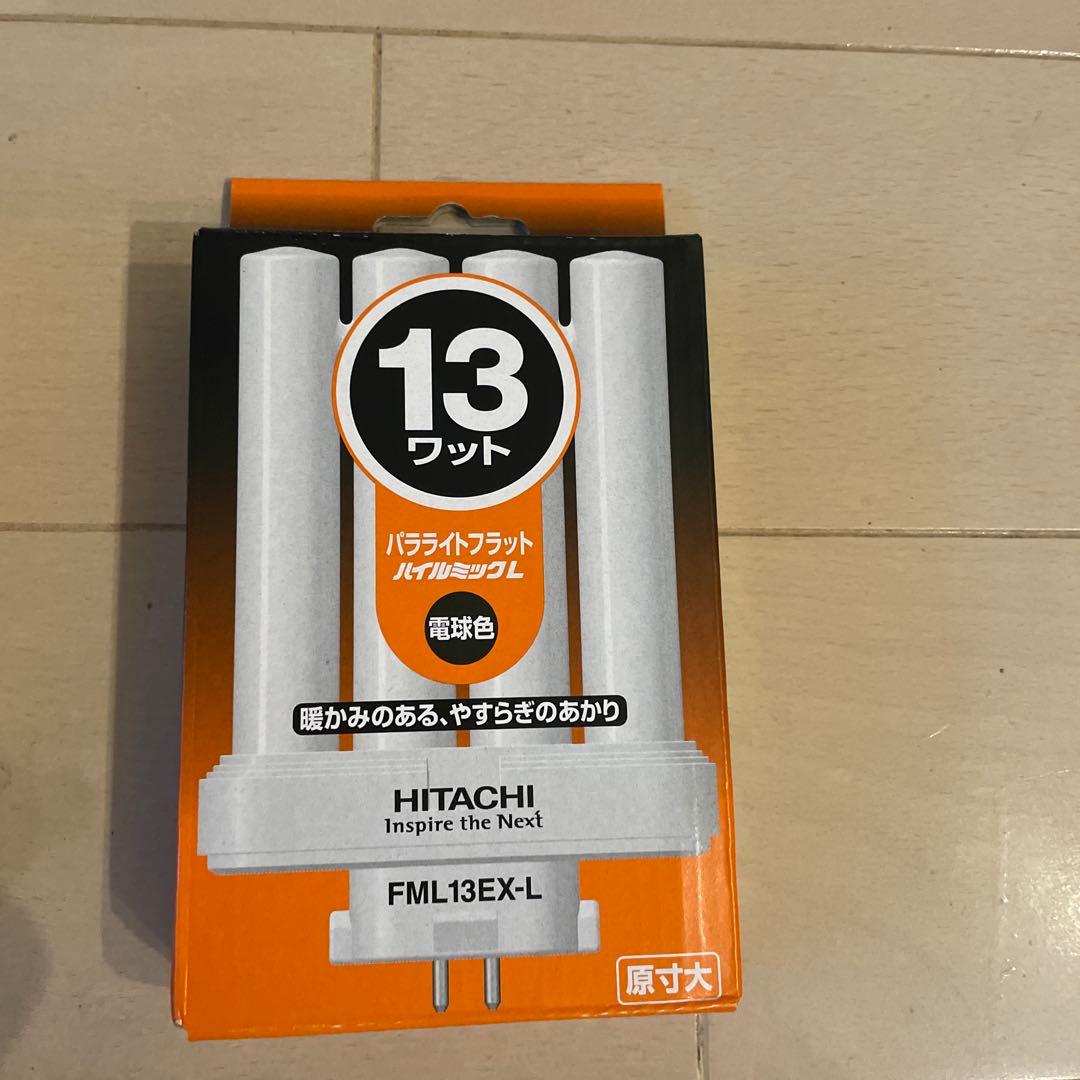 13
ワット
パラライトフラット
ハイルミックL
電球色
暖かみのある、やすらぎのあかり
HITACHI
Inspire the Next
FML13EX-L
原寸大